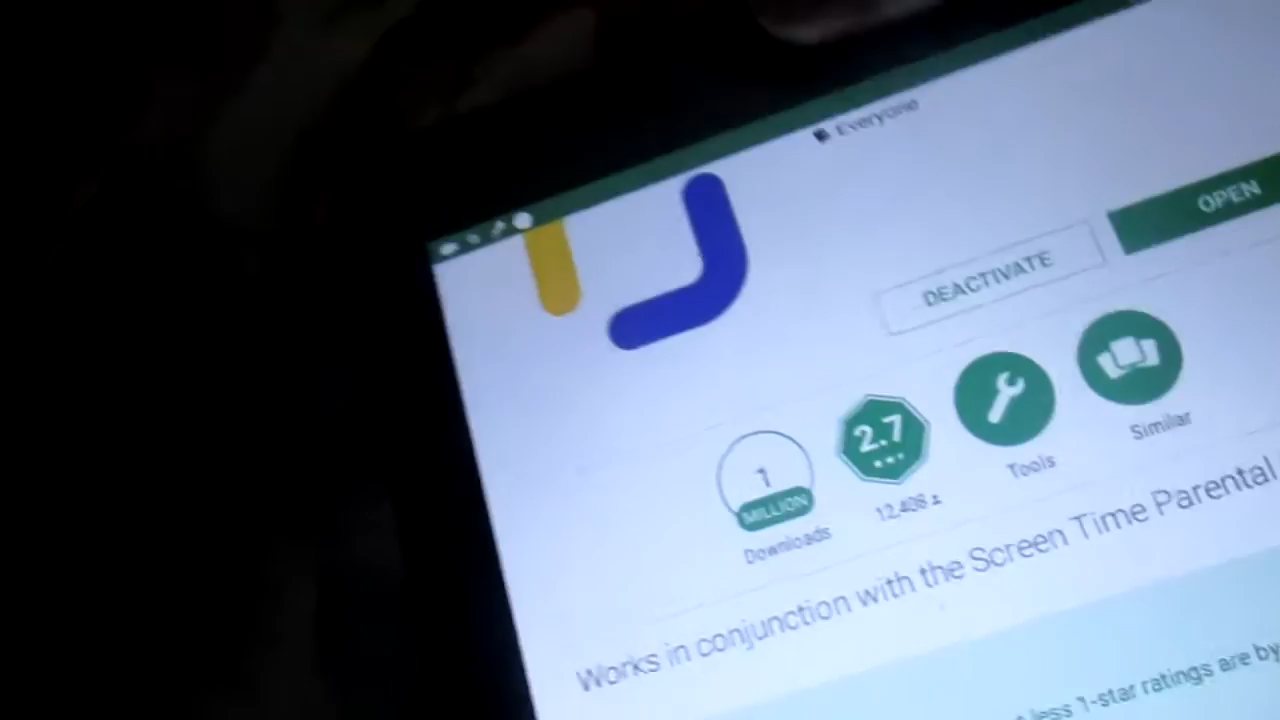 Everyone
DEACTIVATE
OPEN
1
MILLION
Downloads
2.7
12,408
Tools
Similar
Works in conjunction with the Screen Time Parental
less 1-star ratings are by